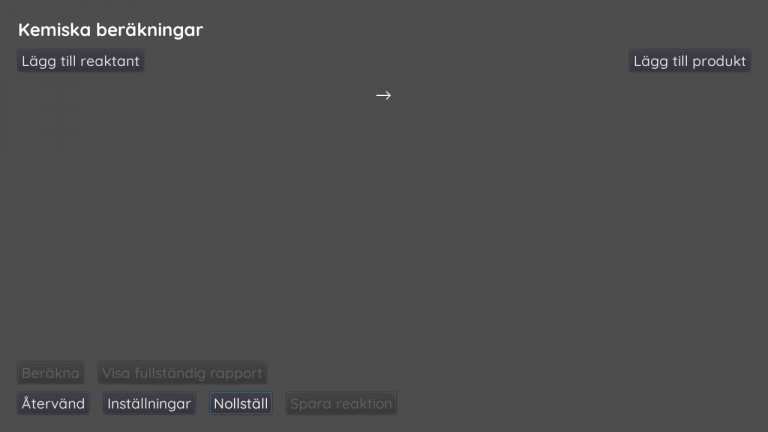 Kemiska beräkningar
Lägg till reaktant
Lägg till produkt
→
Beräkna
Visa fullständig rapport
Återvänd
Inställningar
Nollställ
Spara reaktion